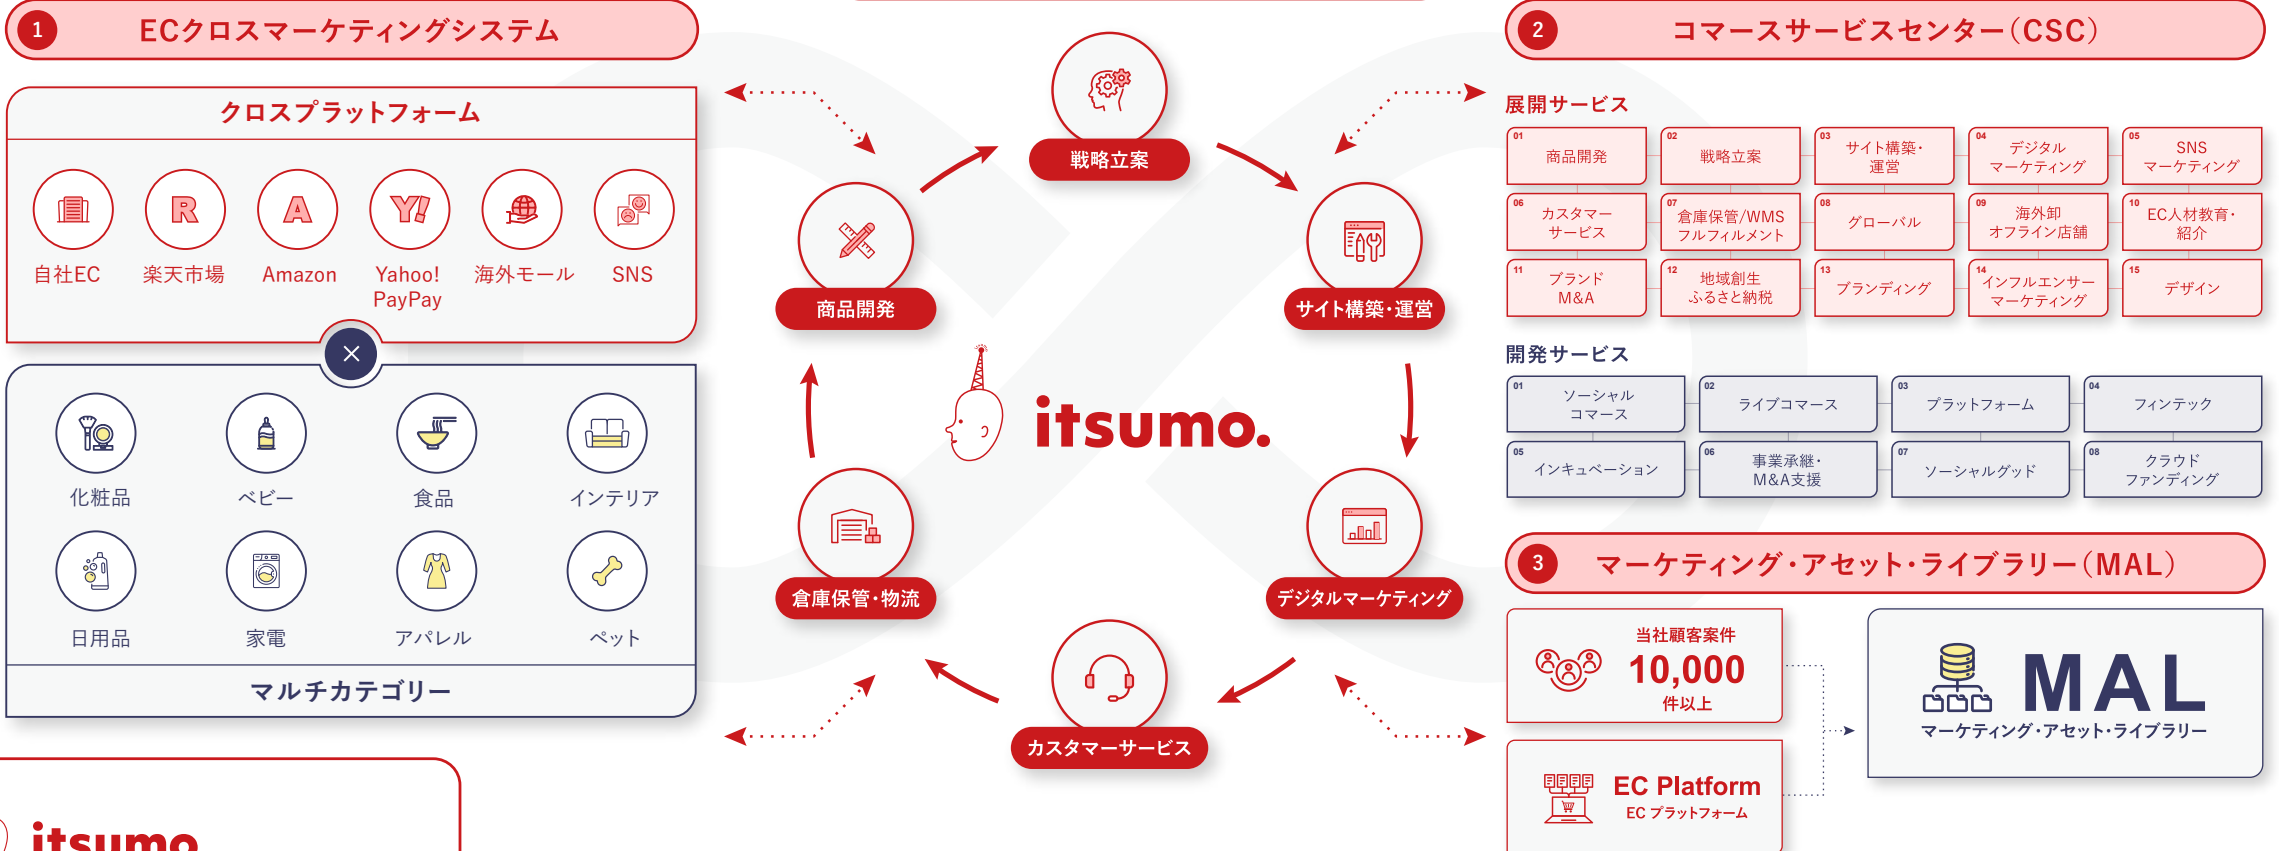 1
ECクロスマーケティングシステム
クロスプラットフォーム
R
A
Y!
自社EC
楽天市場
Amazon
Yahoo!
PayPay
海外モール
SNS
×
化粧品
ベビー
食品
インテリア
日用品
家電
アパレル
ペット
マルチカテゴリー
itsumo
戦略立案
商品開発
サイト構築・運営
itsumo.
倉庫保管・物流
デジタルマーケティング
カスタマーサービス
2
コマースサービスセンター（CSC）
展開サービス
01
商品開発
02
戦略立案
03
サイト構築・
運営
04
デジタル
マーケティング
05
SNS
マーケティング
06
カスタマー
サービス
07
倉庫保管/WMS
フルフィルメント
08
グローバル
09
海外卸
オフライン店舗
10
EC人材教育・
紹介
11
ブランド
M&A
12
地域創生
ふるさと納税
13
ブランディング
14
インフルエンサー
マーケティング
15
デザイン
開発サービス
01
ソーシャル
コマース
02
ライブコマース
03
プラットフォーム
04
フィンテック
05
インキュベーション
06
事業承継・
M&A支援
07
ソーシャルグッド
08
クラウド
ファンディング
3
マーケティング・アセット・ライブラリー（MAL）
当社顧客案件
10,000
件以上
EC Platform
EC プラットフォーム
MAL
マーケティング・アセット・ライブラリー